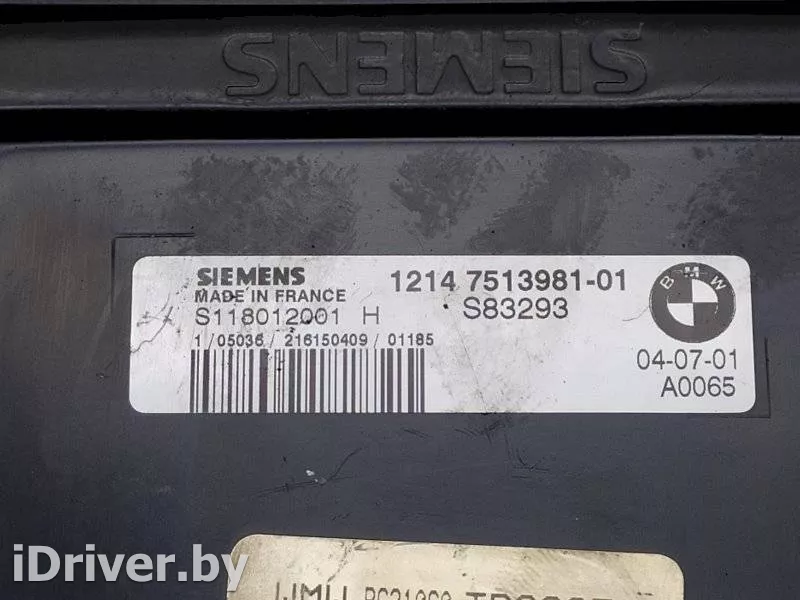 SIEMENS
SIEMENS
MADE IN FRANCE
S118012001 H
1 / 05036 / 216150409 / 01185
1214 7513981-01
S83293
BMW
04-07-01
A0065
iDriver.by